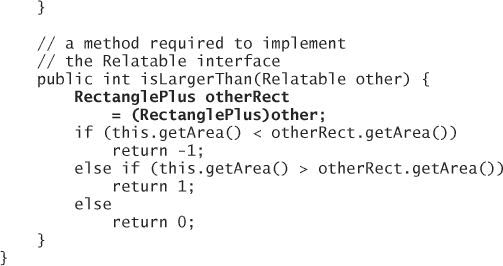 }

    // a method required to implement
    // the Relatable interface
    public int isLargerThan(Relatable other) {
        RectanglePlus otherRect
            = (RectanglePlus)other;
        if (this.getArea() < otherRect.getArea())
            return -1;
        else if (this.getArea() > otherRect.getArea())
            return 1;
        else
            return 0;
    }
}